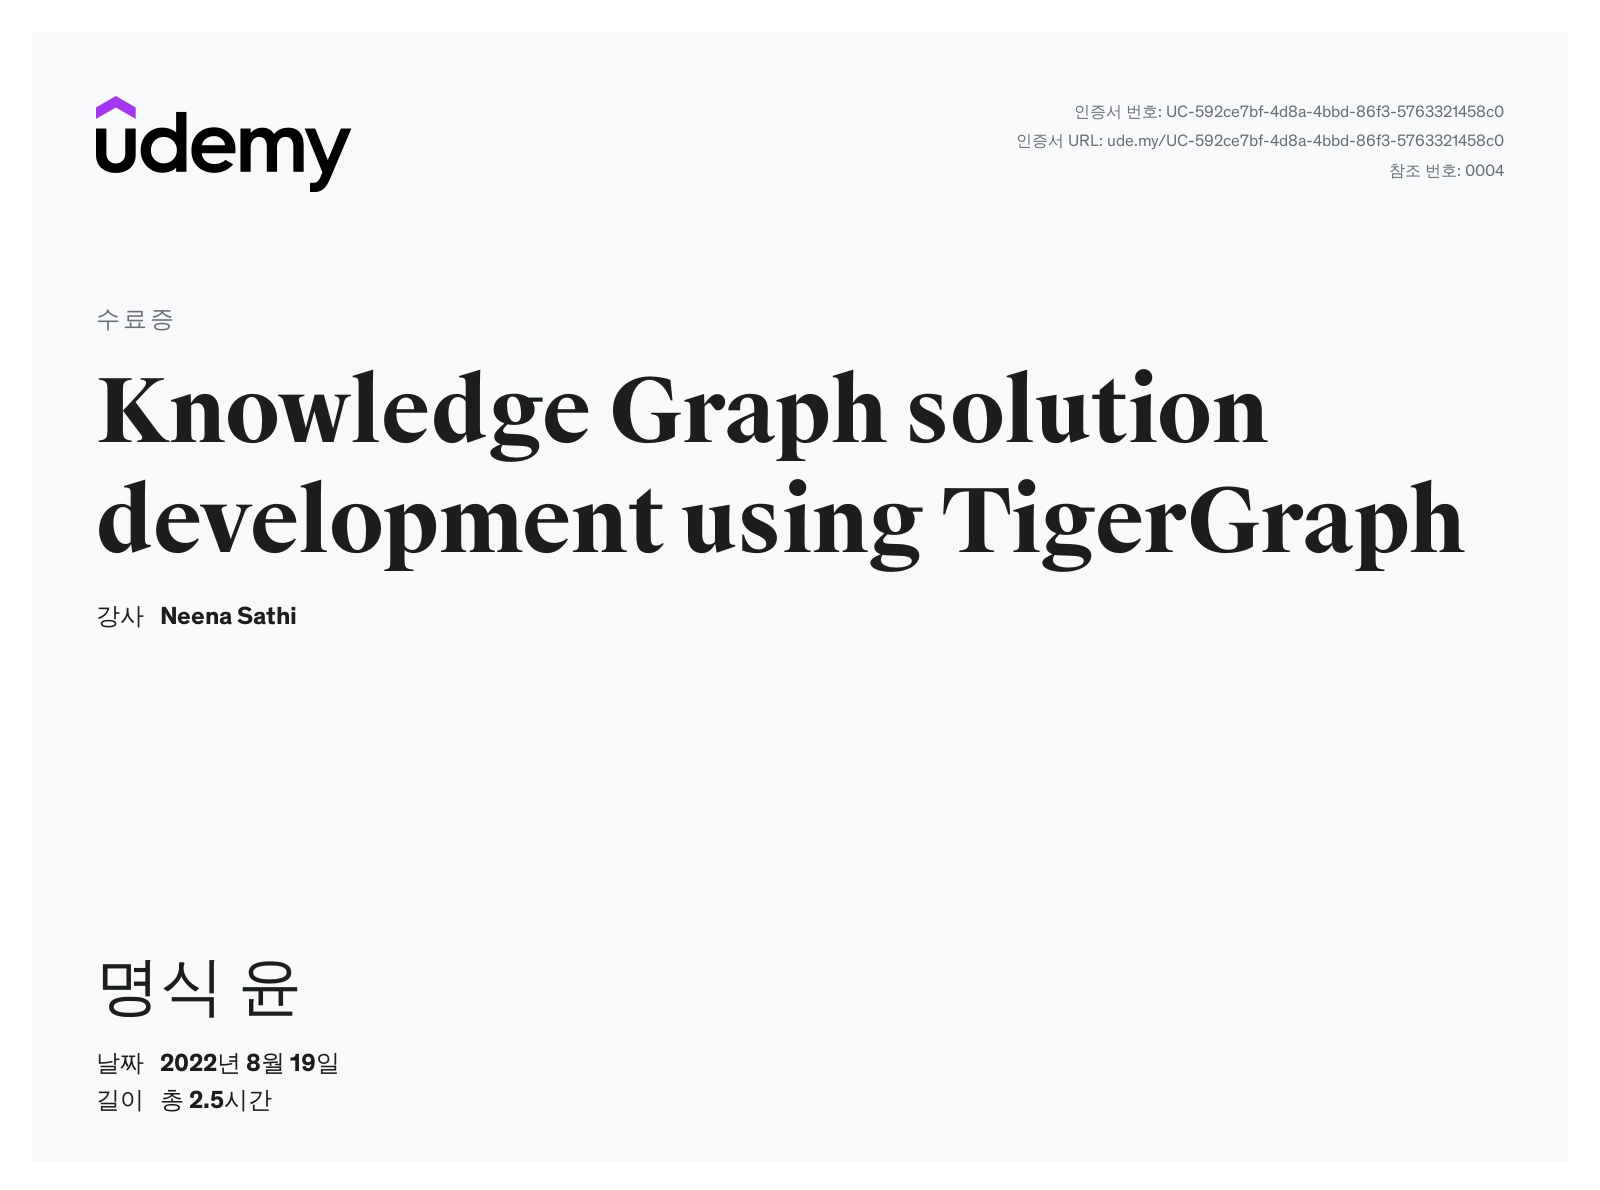 udemy
인증서 번호: UC-592ce7bf-4d8a-4bbd-86f3-5763321458c0
인증서 URL: ude.my/UC-592ce7bf-4d8a-4bbd-86f3-5763321458c0
참조 번호: 0004
수료증
Knowledge Graph solution
development using TigerGraph
강사 Neena Sathi
명식 윤
날짜 2022년 8월 19일
길이 총 2.5시간